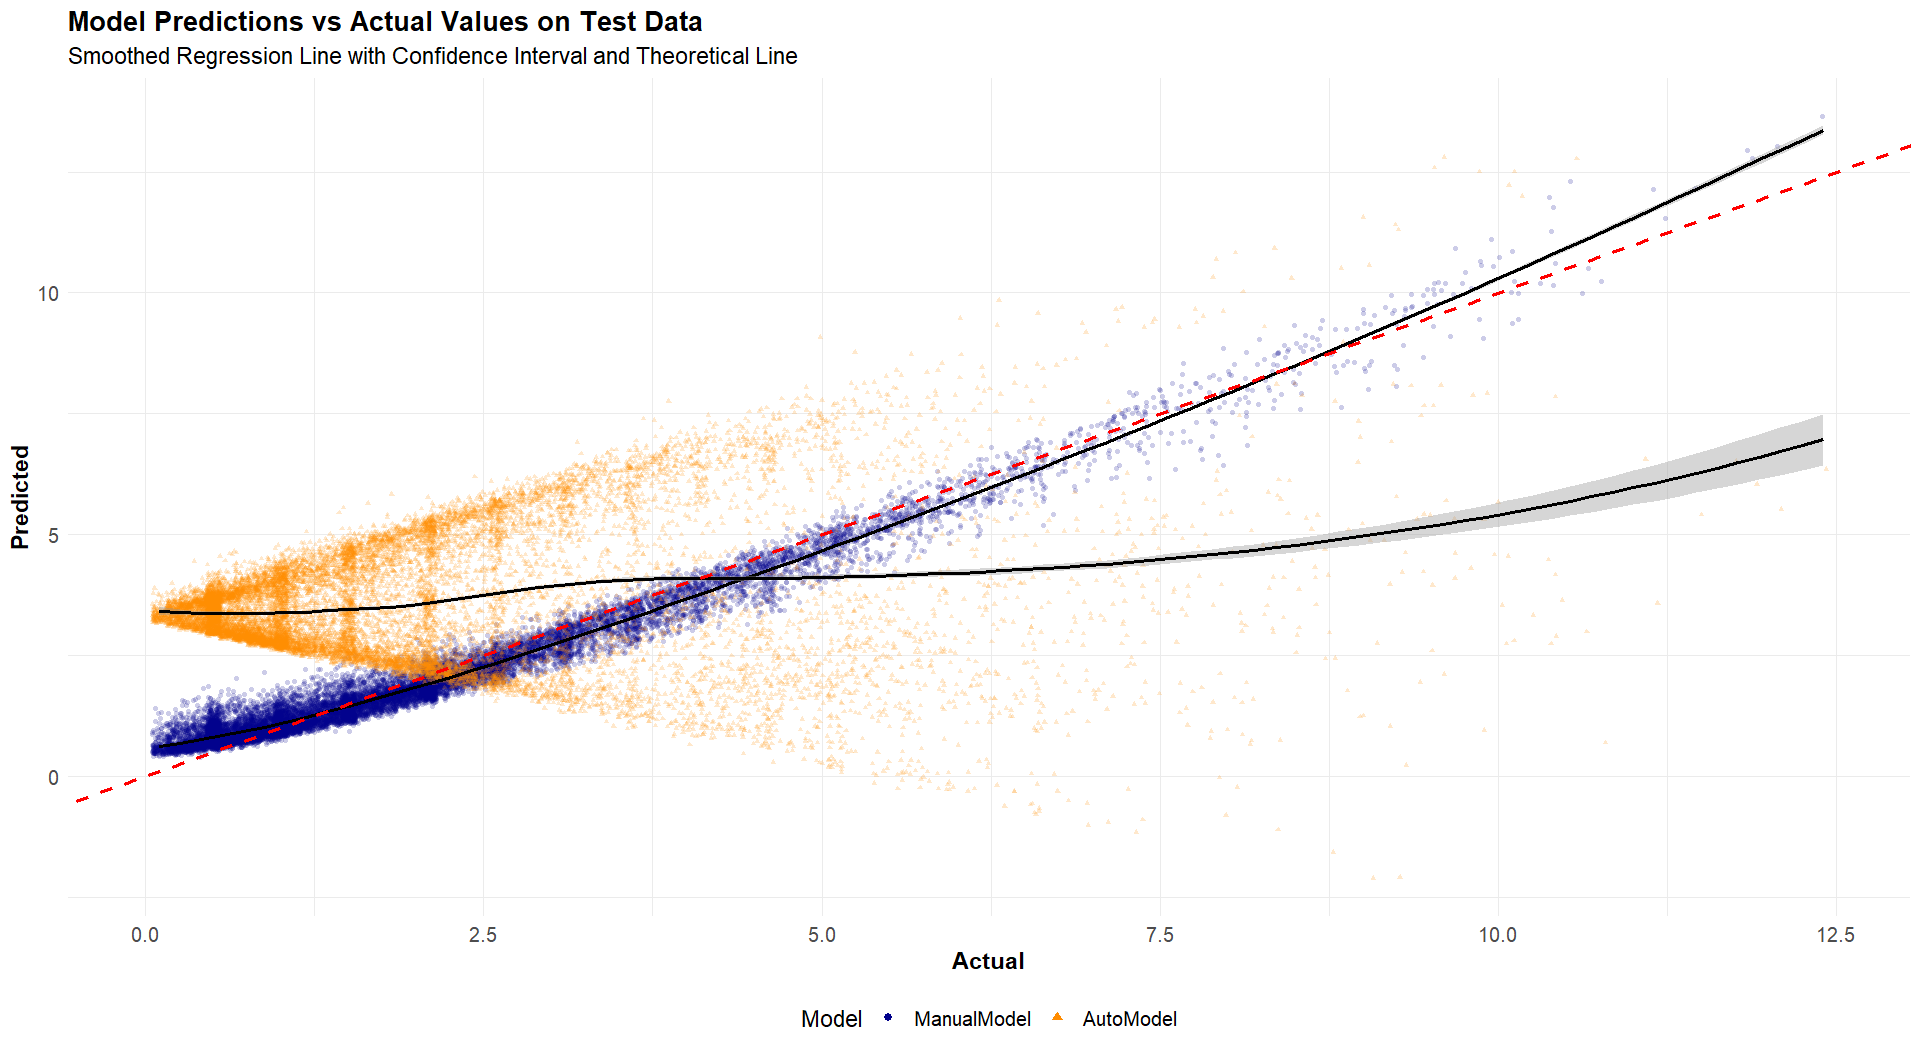 Model Predictions vs Actual Values on Test Data
Smoothed Regression Line with Confidence Interval and Theoretical Line
10
5
0
Predicted
0.0 2.5 5.0 7.5 10.0 12.5
Actual
Model ManualModel AutoModel